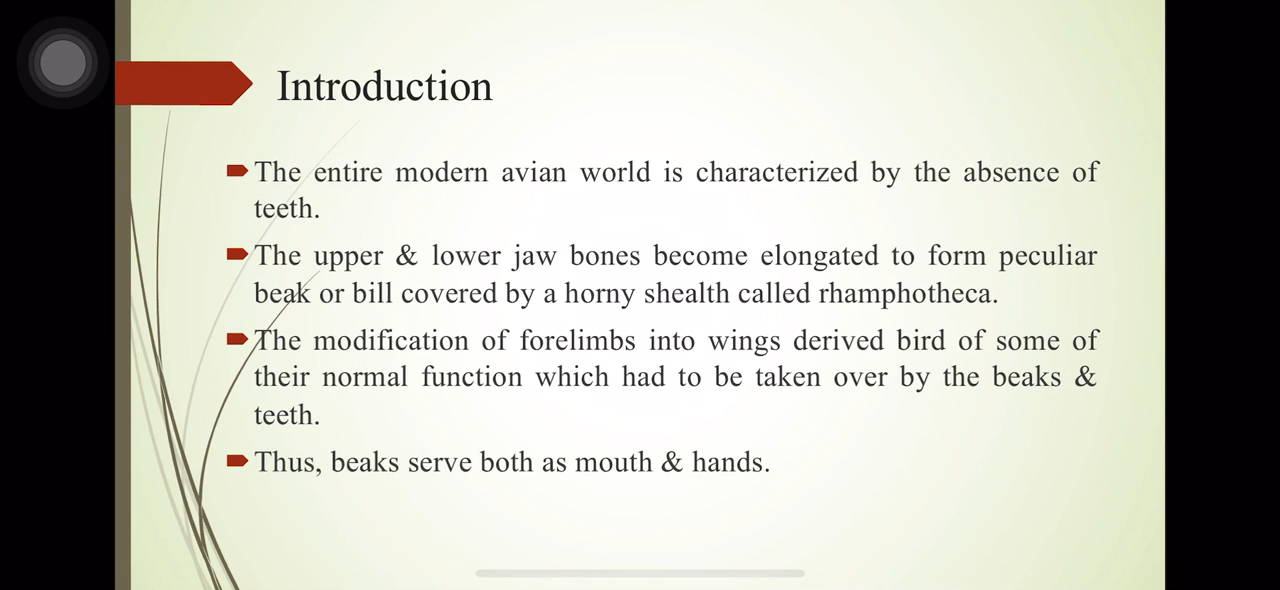 Introduction
The entire modern avian world is characterized by the absence of
teeth.
The upper & lower jaw bones become elongated to form peculiar
beak or bill covered by a horny shealth called rhamphotheca.
The modification of forelimbs into wings derived bird of some of
their normal function which had to be taken over by the beaks &
teeth.
Thus, beaks serve both as mouth & hands.